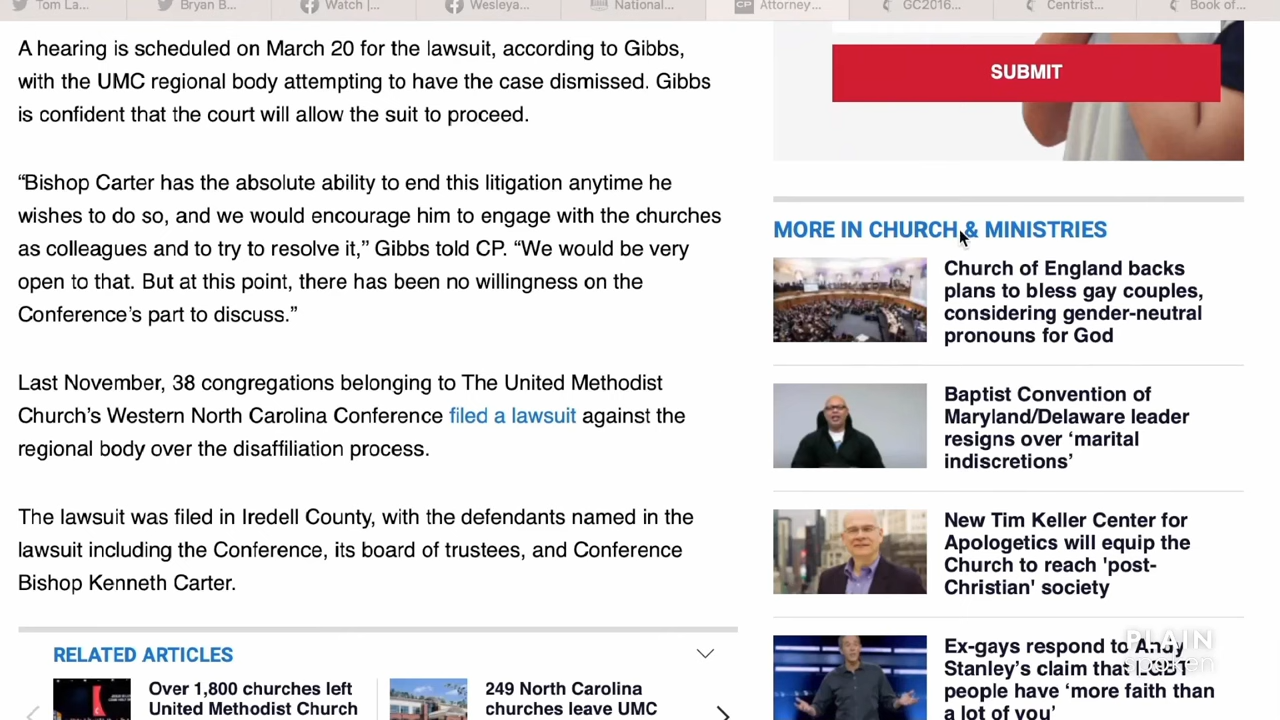 Tom La...
Bryan B...
Watch |...
Wesleya...
National...
CP Attorney...
GC2016...
Centrist...
Book of...
A hearing is scheduled on March 20 for the lawsuit, according to Gibbs,
with the UMC regional body attempting to have the case dismissed. Gibbs
is confident that the court will allow the suit to proceed.
“Bishop Carter has the absolute ability to end this litigation anytime he
wishes to do so, and we would encourage him to engage with the churches
as colleagues and to try to resolve it,” Gibbs told CP. “We would be very
open to that. But at this point, there has been no willingness on the
Conference’s part to discuss.”
Last November, 38 congregations belonging to The United Methodist
Church’s Western North Carolina Conference filed a lawsuit against the
regional body over the disaffiliation process.
The lawsuit was filed in Iredell County, with the defendants named in the
lawsuit including the Conference, its board of trustees, and Conference
Bishop Kenneth Carter.
RELATED ARTICLES
Over 1,800 churches left
United Methodist Church
249 North Carolina
churches leave UMC
SUBMIT
MORE IN CHURCH & MINISTRIES
Church of England backs
plans to bless gay couples,
considering gender-neutral
pronouns for God
Baptist Convention of
Maryland/Delaware leader
resigns over ‘marital
indiscretions’
New Tim Keller Center for
Apologetics will equip the
Church to reach 'post-
Christian' society
Ex-gays respond to Andy
Stanley’s claim that LGBT
people have ‘more faith than
a lot of you’
PLAIN
spoken